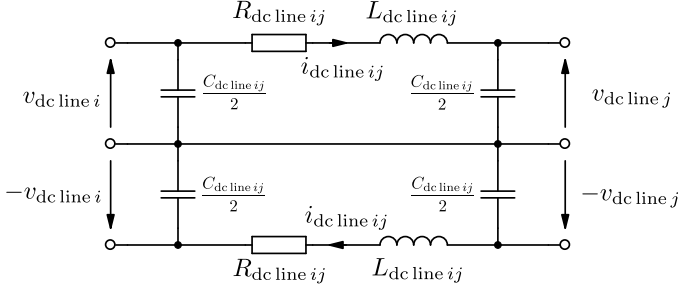 R_dc line ij L_dc line ij
i_dc line ij
v_dc line i C_dc line ij/2 C_dc line ij/2 v_dc line j
−v_dc line i C_dc line ij/2 C_dc line ij/2 −v_dc line j
i_dc line ij
R_dc line ij L_dc line ij